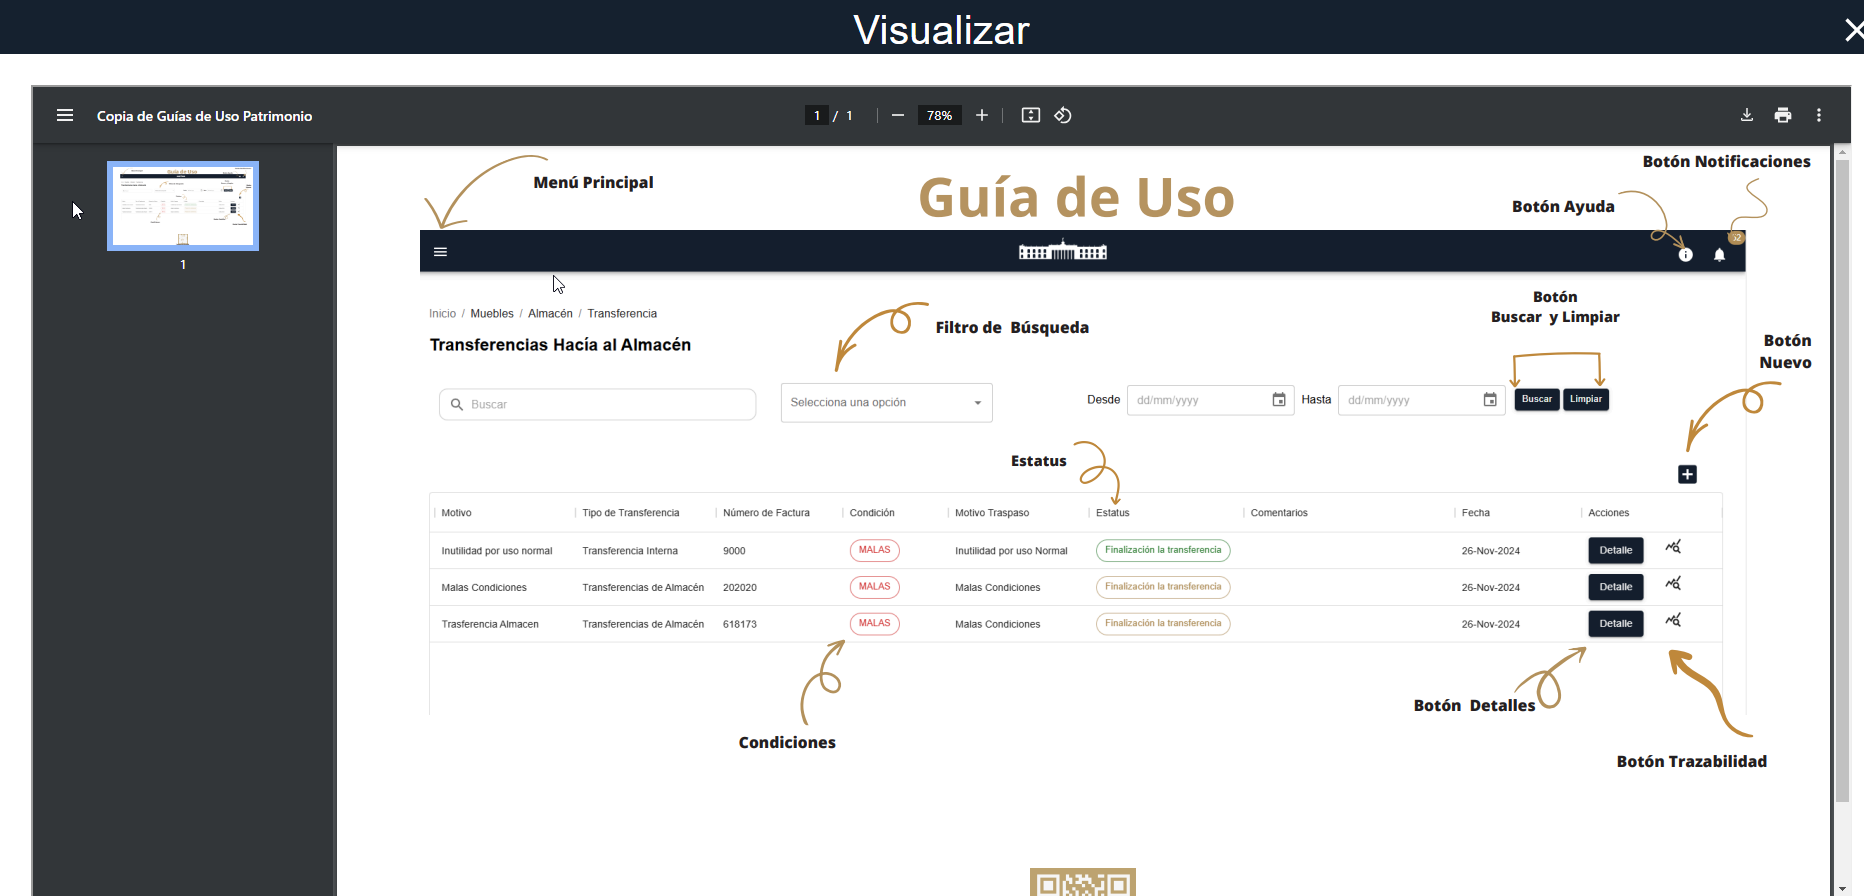 Visualizar
Copia de Guías de Uso Patrimonio
1 / 1
78%
1
Botón Notificaciones
Menú Principal
Guía de Uso
Botón Ayuda
Inicio / Muebles / Almacén / Transferencia
Filtro de Búsqueda
Botón
Buscar y Limpiar
Transferencias Hacía al Almacén
Botón
Nuevo
Buscar
Selecciona una opción
Desde
dd/mm/yyyy
Hasta
dd/mm/yyyy
Buscar
Limpiar
Estatus
Motivo Tipo de Transferencia Número de Factura Condición Motivo Traspaso Estatus Comentarios Fecha Acciones
Inutilidad por uso normal Transferencia Interna 9000 MALAS Inutilidad por uso Normal Finalización la transferencia 26-Nov-2024 Detalle
Malas Condiciones Transferencias de Almacén 202020 MALAS Malas Condiciones Finalización la transferencia 26-Nov-2024 Detalle
Trasferencia Almacen Transferencias de Almacén 618173 MALAS Malas Condiciones Finalización la transferencia 26-Nov-2024 Detalle
Botón Detalles
Condiciones
Botón Trazabilidad